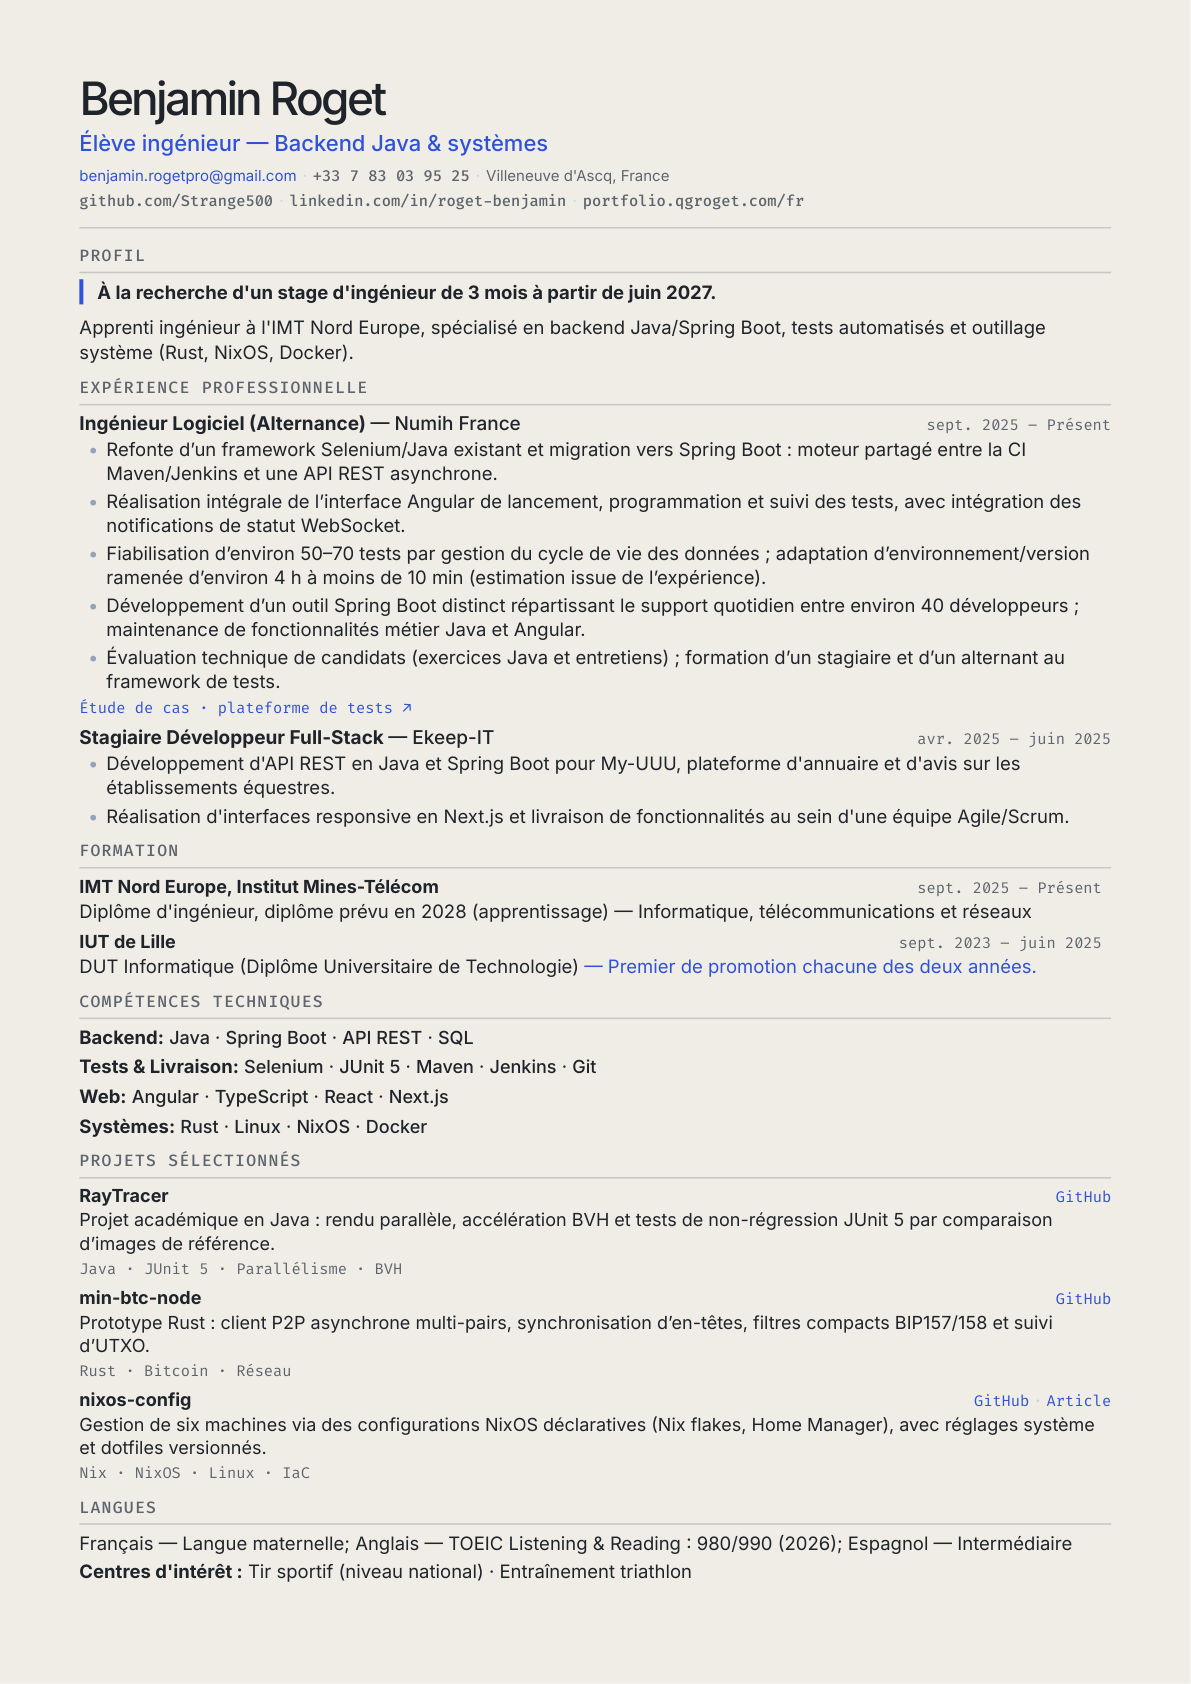 Benjamin Roget
Élève ingénieur — Backend Java & systèmes
benjamin.rogetpro@gmail.com · +33 7 83 03 95 25 · Villeneuve d'Ascq, France
github.com/Strange500 · linkedin.com/in/roget-benjamin · portfolio.qgroget.com/fr
PROFIL
À la recherche d'un stage d'ingénieur de 3 mois à partir de juin 2027.
Apprenti ingénieur à l'IMT Nord Europe, spécialisé en backend Java/Spring Boot, tests automatisés et outillage
système (Rust, NixOS, Docker).
EXPÉRIENCE PROFESSIONNELLE
Ingénieur Logiciel (Alternance) — Numih France sept. 2025 — Présent
• Refonte d’un framework Selenium/Java existant et migration vers Spring Boot : moteur partagé entre la CI
Maven/Jenkins et une API REST asynchrone.
• Réalisation intégrale de l’interface Angular de lancement, programmation et suivi des tests, avec intégration des
notifications de statut WebSocket.
• Fiabilisation d’environ 50–70 tests par gestion du cycle de vie des données ; adaptation d’environnement/version
ramenée d’environ 4 h à moins de 10 min (estimation issue de l’expérience).
• Développement d’un outil Spring Boot distinct répartissant le support quotidien entre environ 40 développeurs ;
maintenance de fonctionnalités métier Java et Angular.
• Évaluation technique de candidats (exercices Java et entretiens) ; formation d’un stagiaire et d’un alternant au
framework de tests.
Étude de cas · plateforme de tests ↗
Stagiaire Développeur Full-Stack — Ekeep-IT avr. 2025 — juin 2025
• Développement d'API REST en Java et Spring Boot pour My-UUU, plateforme d'annuaire et d'avis sur les
établissements équestres.
• Réalisation d'interfaces responsive en Next.js et livraison de fonctionnalités au sein d'une équipe Agile/Scrum.
FORMATION
IMT Nord Europe, Institut Mines-Télécom sept. 2025 — Présent
Diplôme d'ingénieur, diplôme prévu en 2028 (apprentissage) — Informatique, télécommunications et réseaux
IUT de Lille sept. 2023 — juin 2025
DUT Informatique (Diplôme Universitaire de Technologie) — Premier de promotion chacune des deux années.
COMPÉTENCES TECHNIQUES
Backend: Java · Spring Boot · API REST · SQL
Tests & Livraison: Selenium · JUnit 5 · Maven · Jenkins · Git
Web: Angular · TypeScript · React · Next.js
Systèmes: Rust · Linux · NixOS · Docker
PROJETS SÉLECTIONNÉS
RayTracer GitHub
Projet académique en Java : rendu parallèle, accélération BVH et tests de non-régression JUnit 5 par comparaison
d’images de référence.
Java · JUnit 5 · Parallélisme · BVH
min-btc-node GitHub
Prototype Rust : client P2P asynchrone multi-pairs, synchronisation d’en-têtes, filtres compacts BIP157/158 et suivi
d’UTXO.
Rust · Bitcoin · Réseau
nixos-config GitHub · Article
Gestion de six machines via des configurations NixOS déclaratives (Nix flakes, Home Manager), avec réglages système
et dotfiles versionnés.
Nix · NixOS · Linux · IaC
LANGUES
Français — Langue maternelle; Anglais — TOEIC Listening & Reading : 980/990 (2026); Espagnol — Intermédiaire
Centres d'intérêt : Tir sportif (niveau national) · Entraînement triathlon